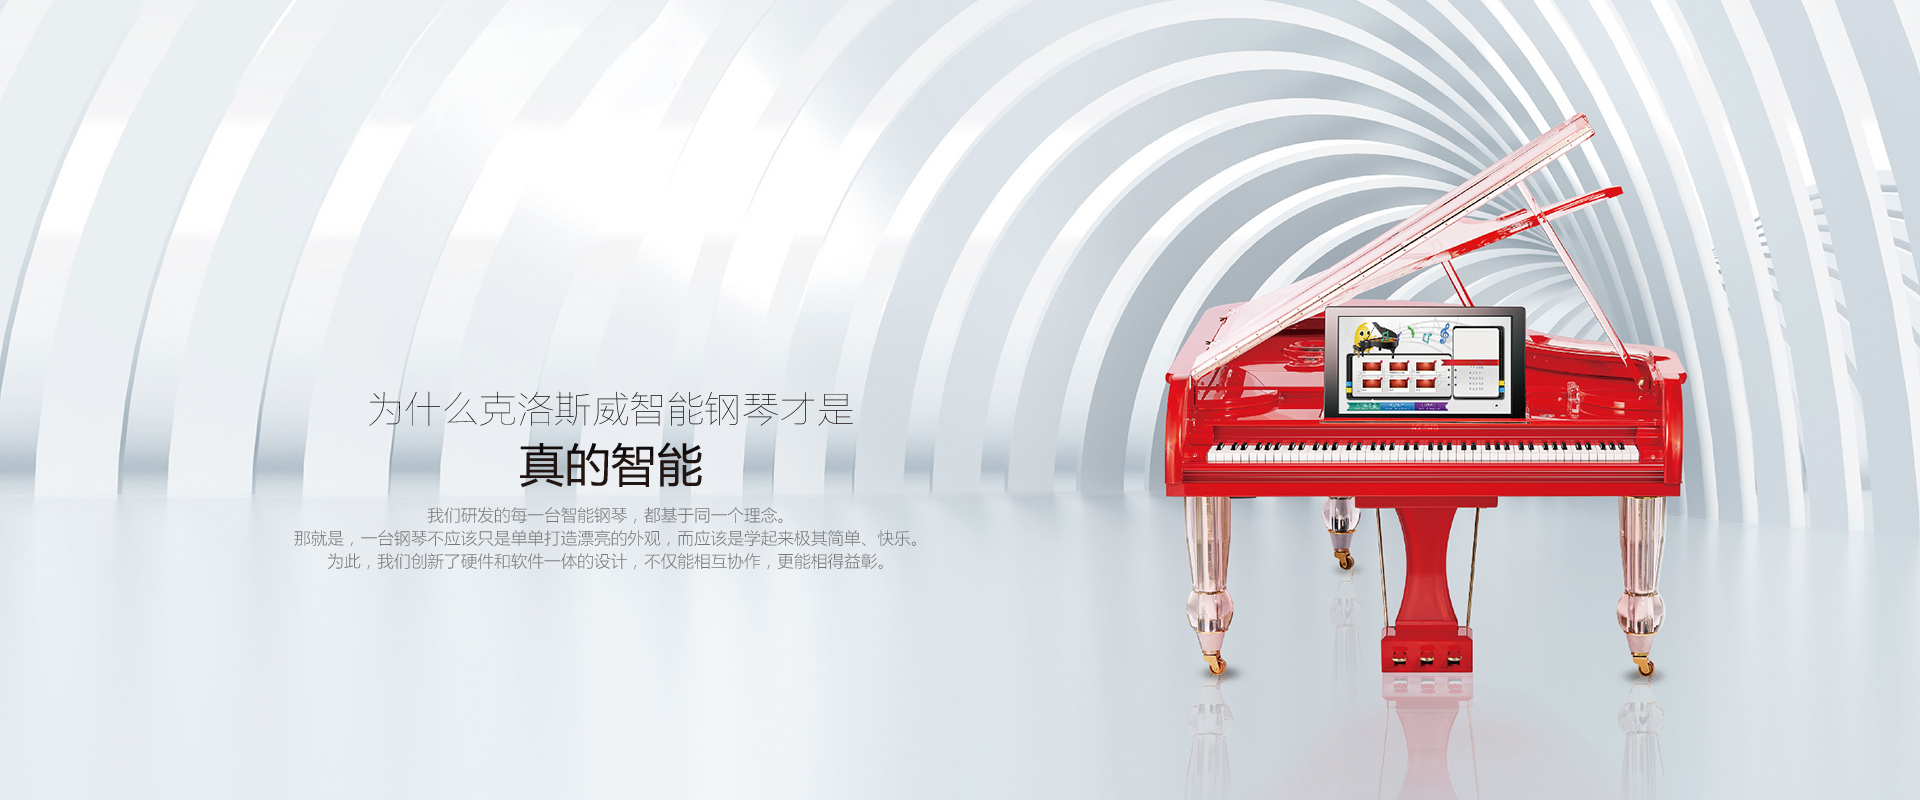 为什么克洛斯威智能钢琴才是
真的智能
我们研发的每一台智能钢琴，都基于同一个理念。
那就是，一台钢琴不应该只是单单打造漂亮的外观，而应该是学起来极其简单、快乐。
为此，我们创新了硬件和软件一体的设计，不仅能相互协作，更能相得益彰。